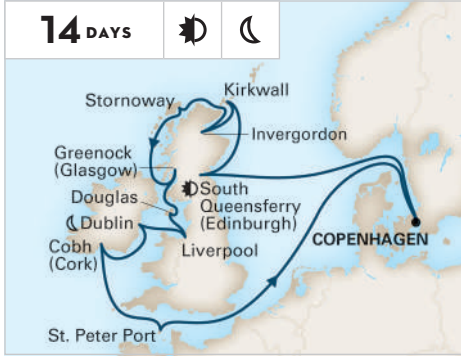 14 DAYS
Kirkwall
Stornoway
Invergordon
Greenock
(Glasgow)
South
Queensferry
(Edinburgh)
Douglas
Dublin
Liverpool
COPENHAGEN
Cobh
(Cork)
St. Peter Port